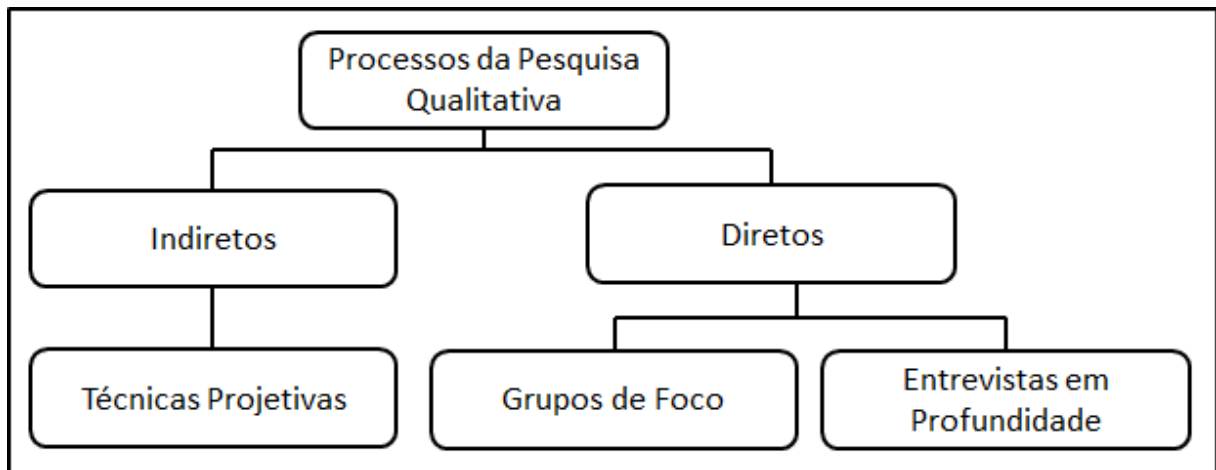 Processos da Pesquisa
Qualitativa
Indiretos
Diretos
Técnicas Projetivas
Grupos de Foco
Entrevistas em
Profundidade